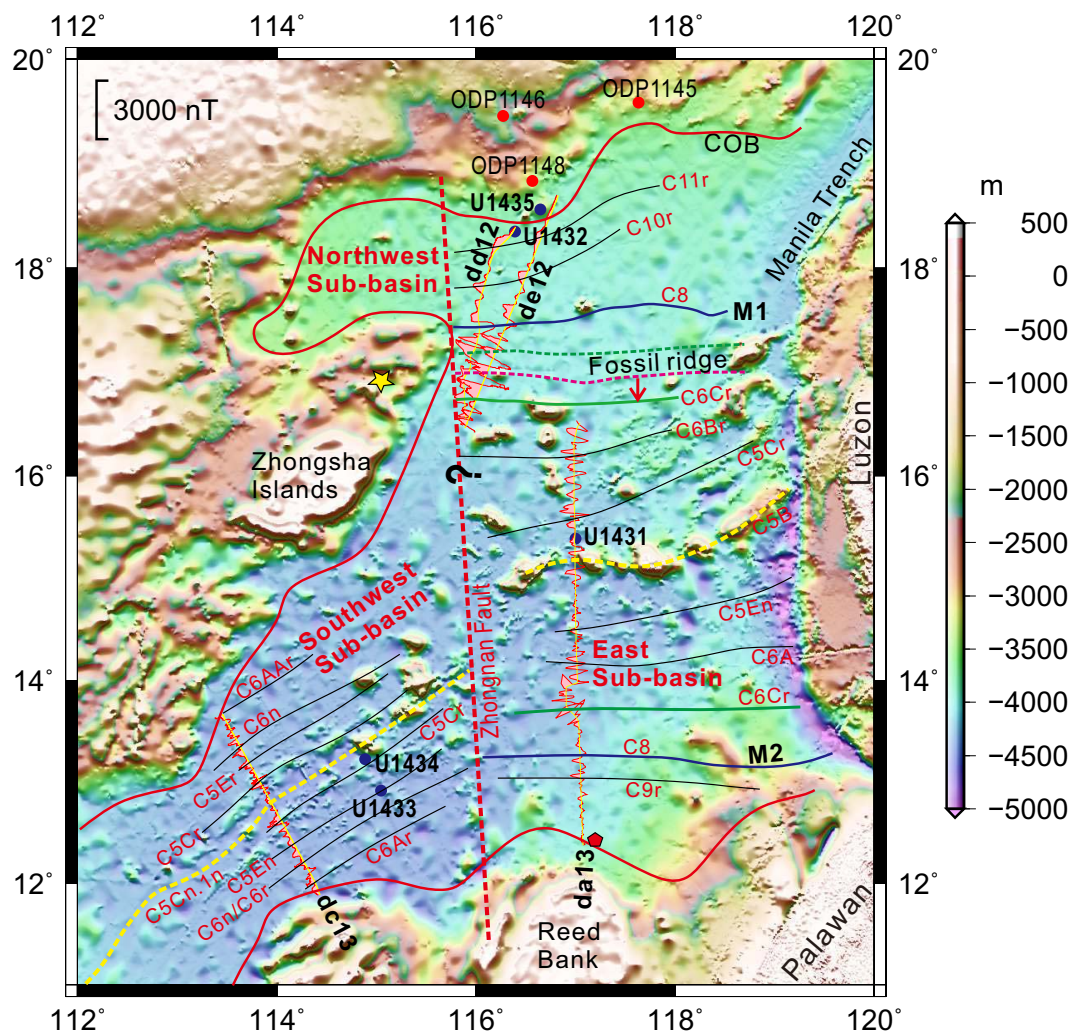 112˚ 114˚ 116˚ 118˚ 120˚
20˚ 20˚
3000 nT
ODP1146
ODP1145
COB
Manila Trench
ODP1148
C11r
U1435
C10r
U1432
dd12
de12
18˚ 18˚
Northwest
Sub-basin
C8
M1
Fossil ridge
C6Cr
C6Br
C5Cr
Luzon
16˚ 16˚
Zhongsha
Islands
?
U1431
C5B
Southwest
Sub-basin
Zhongnan Fault
C5En
East
Sub-basin
C6A
14˚ 14˚
C6AAr
C6n
C5Er
C5Cr
C5Cr
C6Cr
U1434
C8
M2
U1433
C9r
C5Cn.1n
C5En
C6n/C6r
C6Ar
12˚ 12˚
dc13
da13
Reed
Bank
Palawan
112˚ 114˚ 116˚ 118˚ 120˚
m
500
0
−500
−1000
−1500
−2000
−2500
−3000
−3500
−4000
−4500
−5000